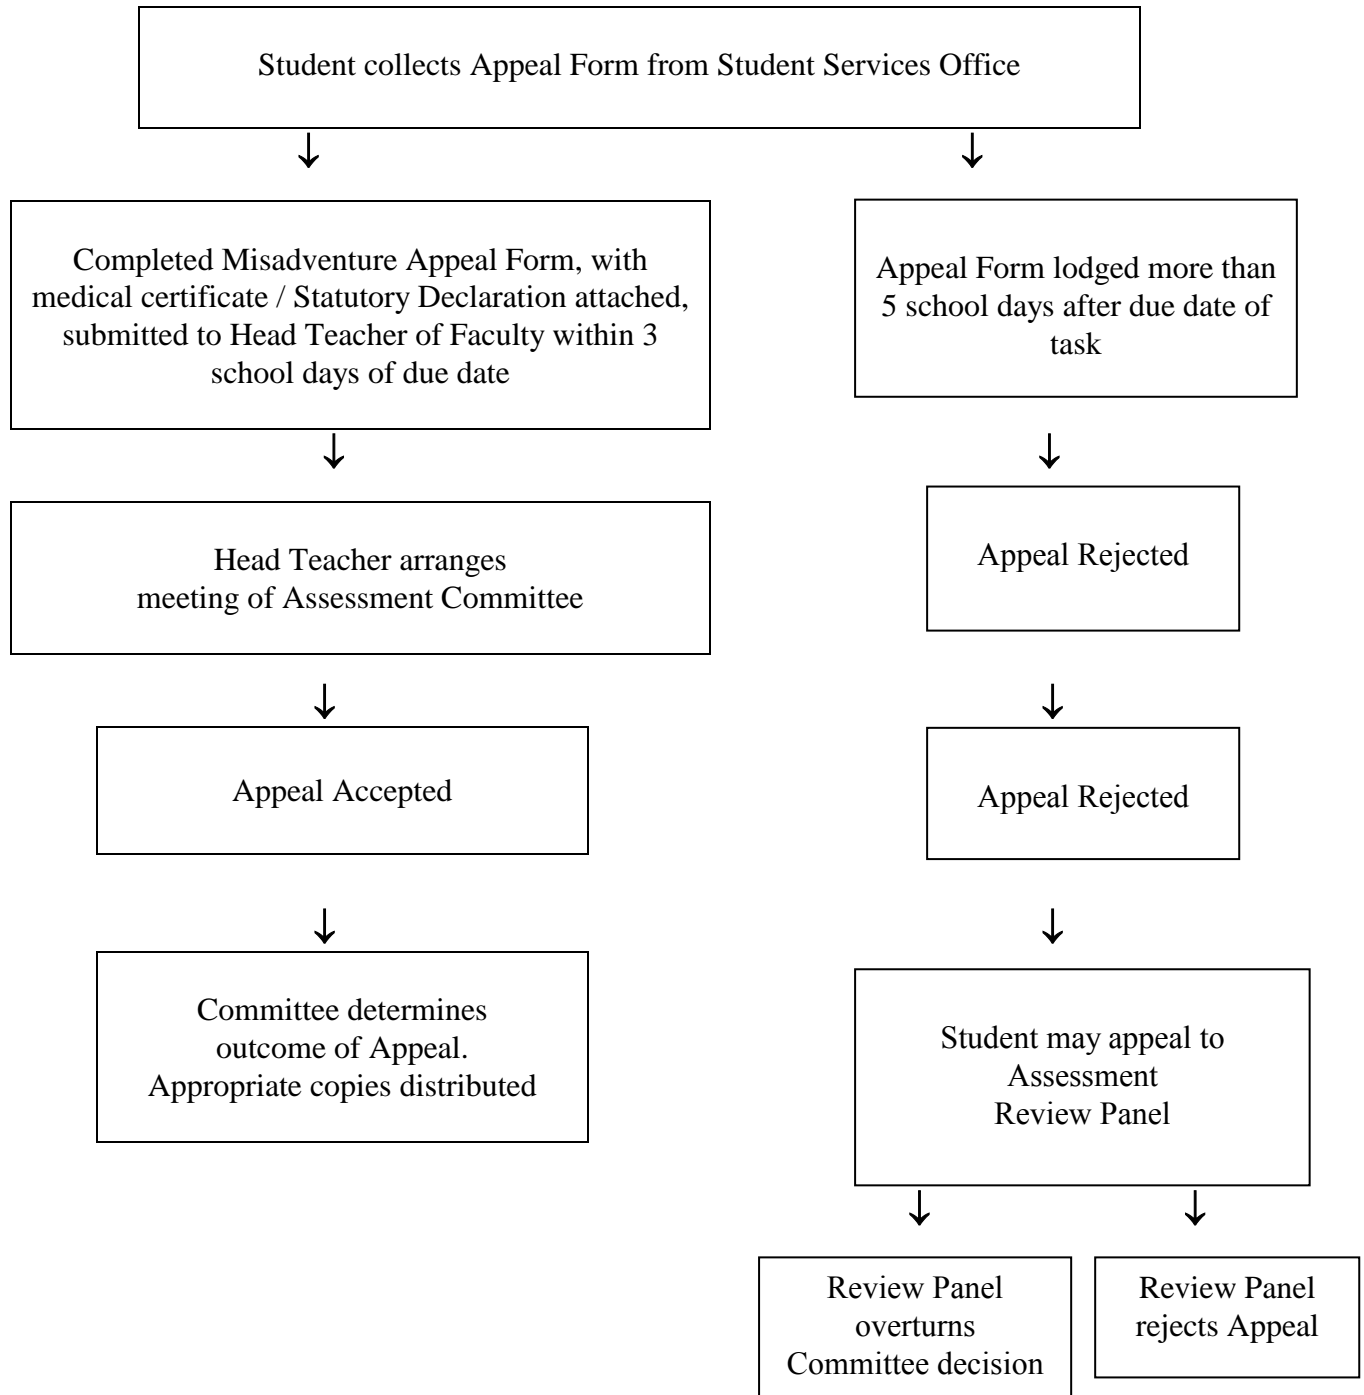 Student collects Appeal Form from Student Services Office
Completed Misadventure Appeal Form, with
medical certificate / Statutory Declaration attached,
submitted to Head Teacher of Faculty within 3
school days of due date
Appeal Form lodged more than
5 school days after due date of
task
Head Teacher arranges
meeting of Assessment Committee
Appeal Rejected
Appeal Accepted
Appeal Rejected
Committee determines
outcome of Appeal.
Appropriate copies distributed
Student may appeal to
Assessment
Review Panel
Review Panel
overturns
Committee decision
Review Panel
rejects Appeal